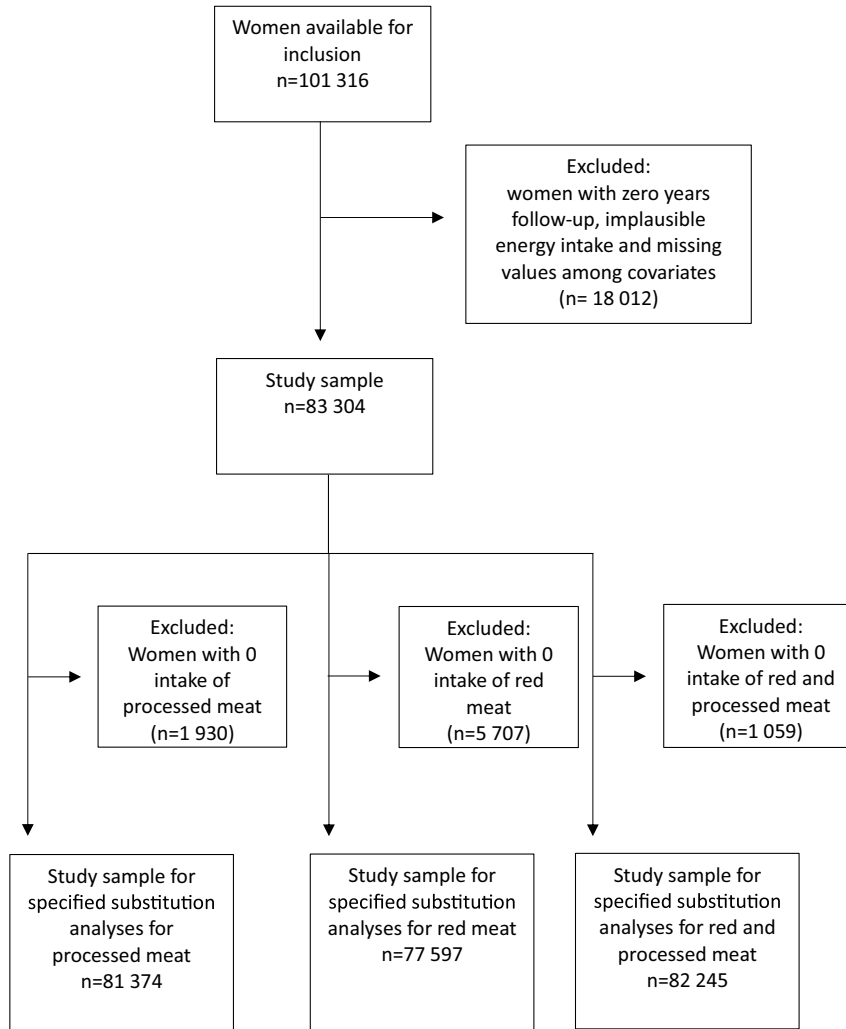 Women available for
inclusion
n=101 316
Excluded:
women with zero years
follow-up, implausible
energy intake and missing
values among covariates
(n= 18 012)
Study sample
n=83 304
Excluded:
Women with 0
intake of
processed meat
(n=1 930)
Excluded:
Women with 0
intake of red
meat
(n=5 707)
Excluded:
Women with 0
intake of red and
processed meat
(n=1 059)
Study sample for
specified substitution
analyses for
processed meat
n=81 374
Study sample for
specified substitution
analyses for red meat
n=77 597
Study sample for
specified substitution
analyses for red and
processed meat
n=82 245